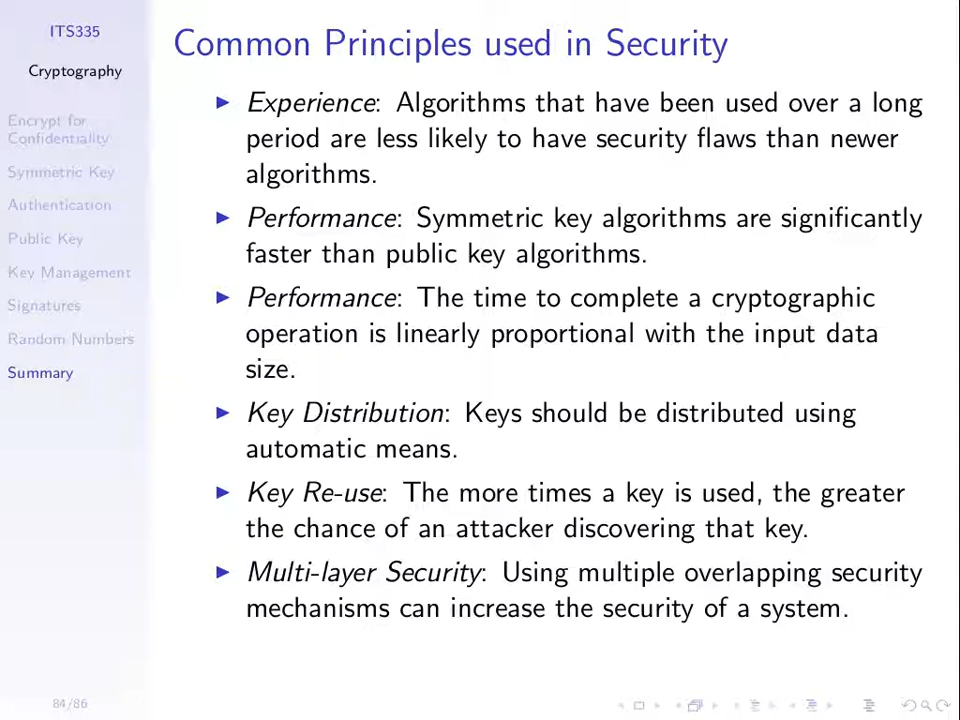 ITS335
Cryptography
Encrypt for
Confidentiality
Symmetric Key
Authentication
Public Key
Key Management
Signatures
Random Numbers
Summary
84/86
Common Principles used in Security
Experience: Algorithms that have been used over a long
period are less likely to have security flaws than newer
algorithms.
Performance: Symmetric key algorithms are significantly
faster than public key algorithms.
Performance: The time to complete a cryptographic
operation is linearly proportional with the input data
size.
Key Distribution: Keys should be distributed using
automatic means.
Key Re-use: The more times a key is used, the greater
the chance of an attacker discovering that key.
Multi-layer Security: Using multiple overlapping security
mechanisms can increase the security of a system.